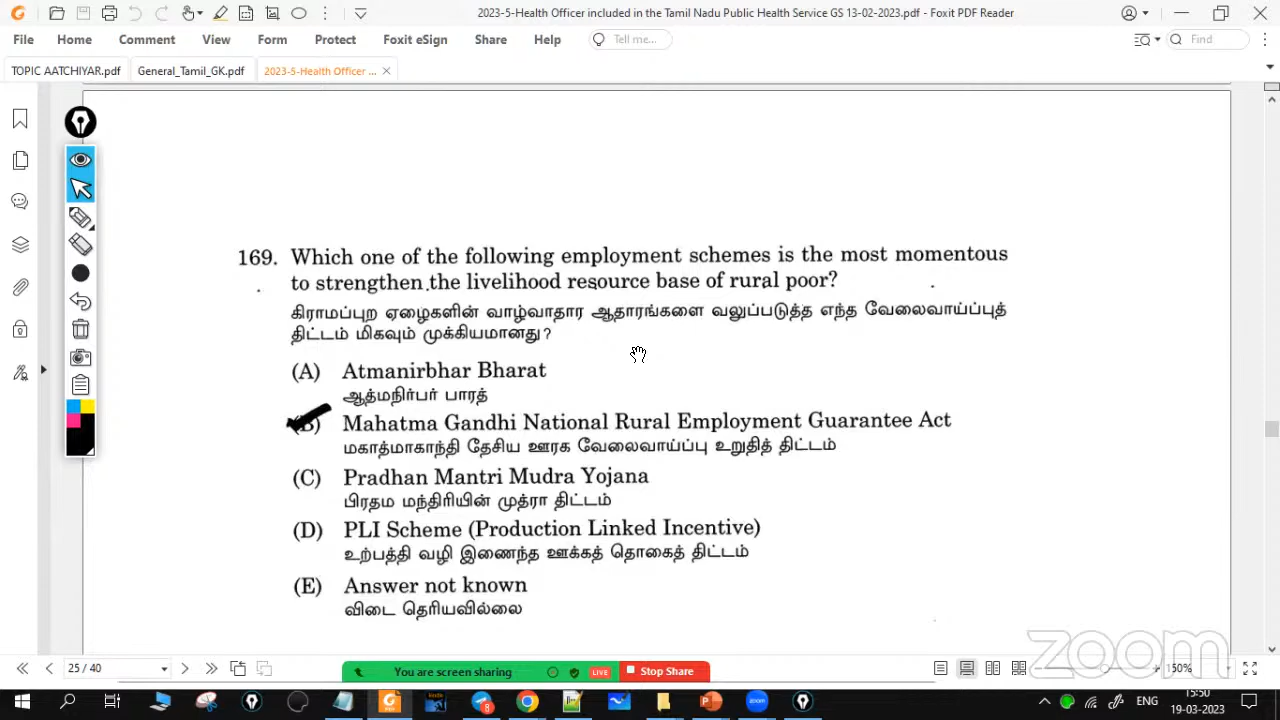 2023-5-Health Officer included in the Tamil Nadu Public Health Service GS 13-02-2023.pdf - Foxit PDF Reader
File Home Comment View Form Protect Foxit eSign Share Help Tell me... Find
TOPIC AATCHIYAR.pdf General_Tamil_GK.pdf 2023-5-Health Officer ...
169. Which one of the following employment schemes is the most momentous
to strengthen the livelihood resource base of rural poor?
கிராமப்புற ஏழைகளின் வாழ்வாதார ஆதாரங்களை வலுப்படுத்த எந்த வேலைவாய்ப்புத்
திட்டம் மிகவும் முக்கியமானது?
(A) Atmanirbhar Bharat
ஆத்மநிர்பர் பாரத்
(B) Mahatma Gandhi National Rural Employment Guarantee Act
மகாத்மாகாந்தி தேசிய ஊரக வேலைவாய்ப்பு உறுதித் திட்டம்
(C) Pradhan Mantri Mudra Yojana
பிரதம மந்திரியின் முத்ரா திட்டம்
(D) PLI Scheme (Production Linked Incentive)
உற்பத்தி வழி இணைந்த ஊக்கத் தொகைத் திட்டம்
(E) Answer not known
விடை தெரியவில்லை
zoom
25 / 40 You are screen sharing LIVE Stop Share 150%
ENG 15:50
19-03-2023